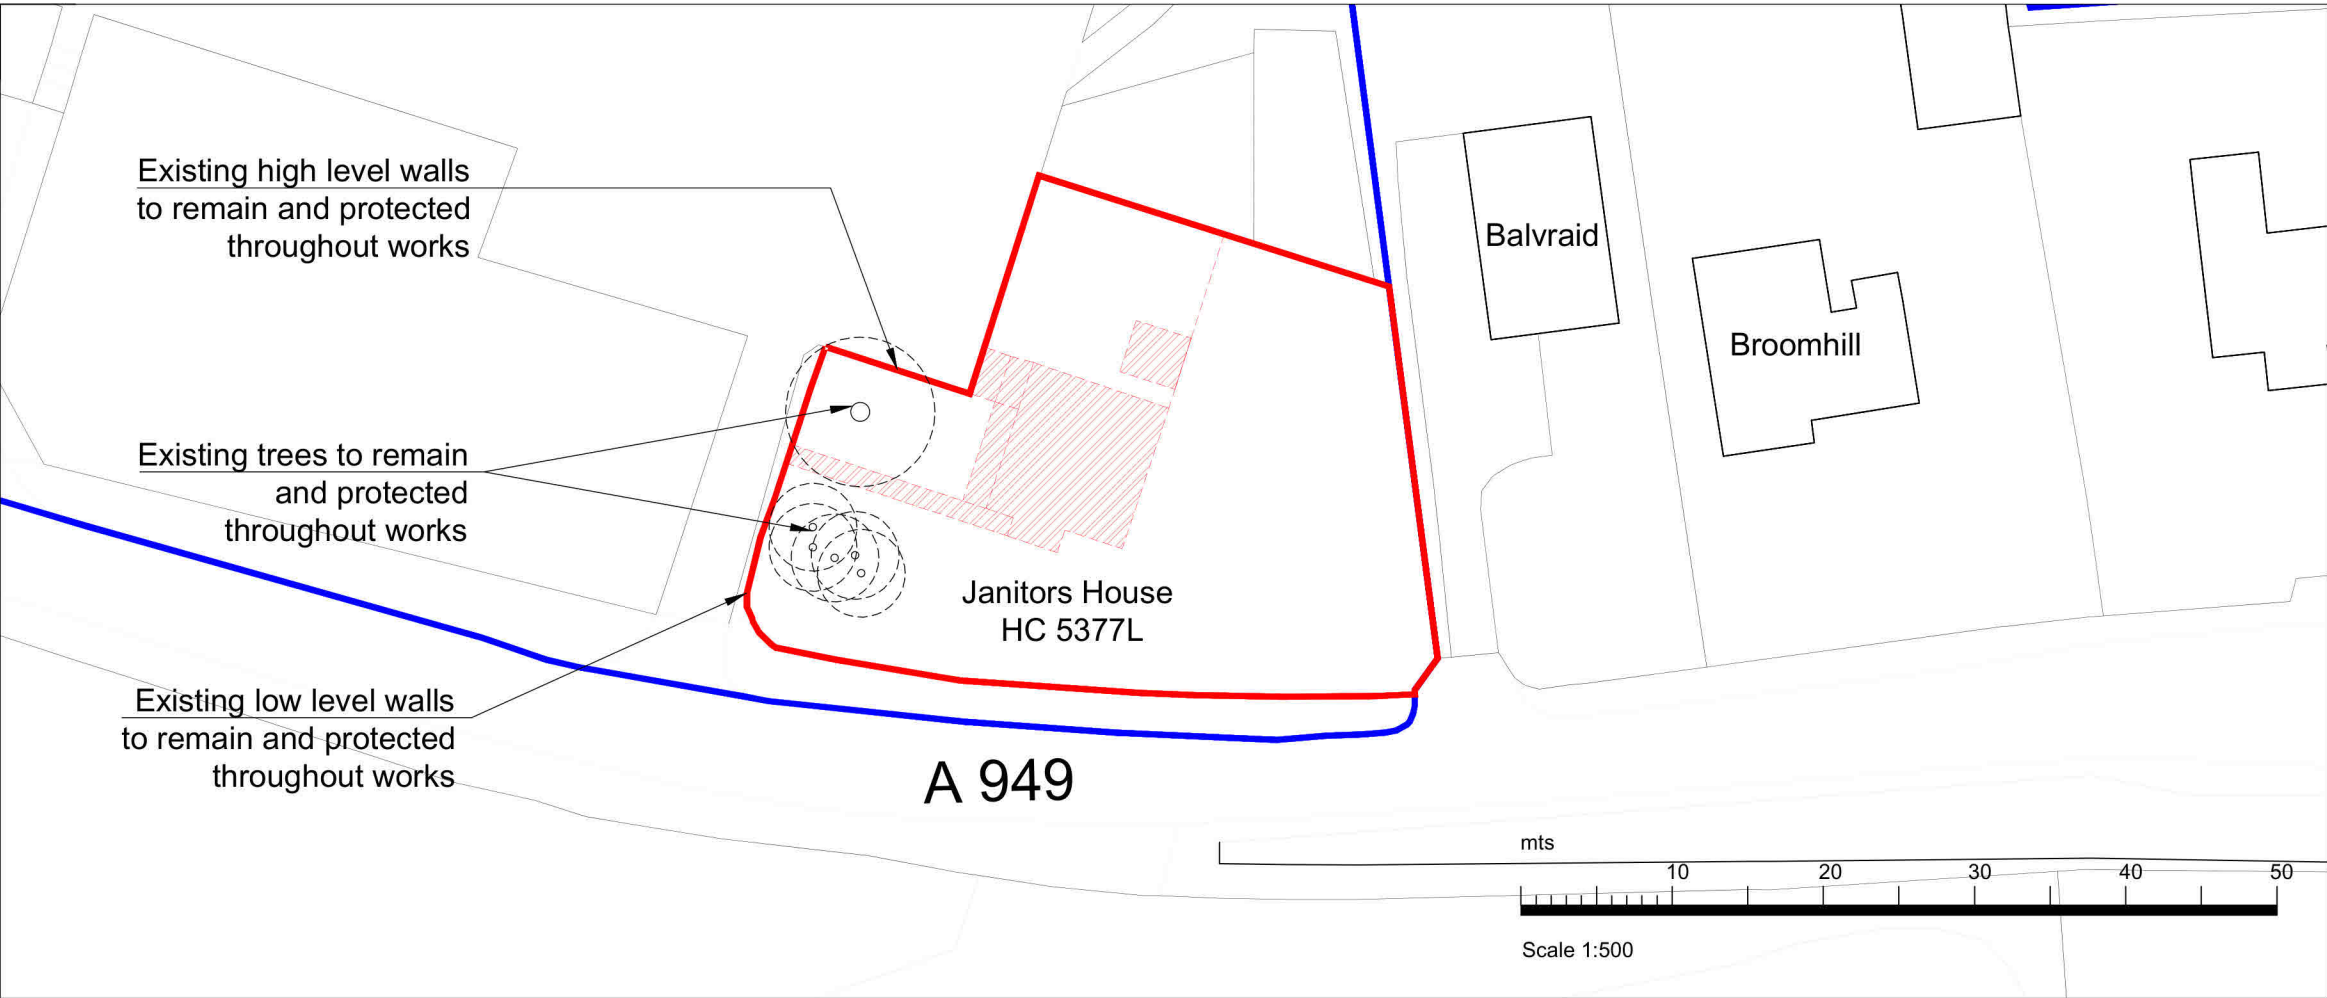 Existing high level walls
to remain and protected
throughout works
Balvraid
Broomhill
Existing trees to remain
and protected
throughout works
Janitors House
HC 5377L
Existing low level walls
to remain and protected
throughout works
A 949
mts
10 20 30 40 50
Scale 1:500